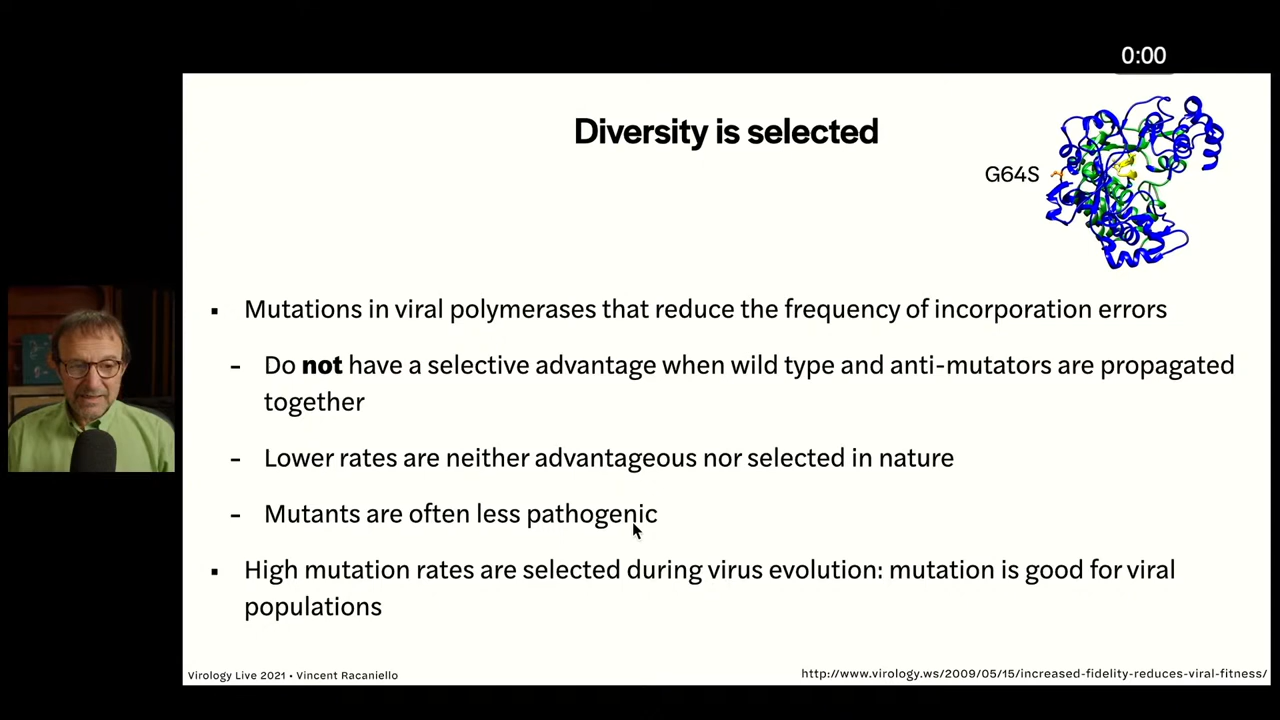 0:00
Diversity is selected
G64S
▪ Mutations in viral polymerases that reduce the frequency of incorporation errors
- Do not have a selective advantage when wild type and anti-mutators are propagated
together
- Lower rates are neither advantageous nor selected in nature
- Mutants are often less pathogenic
▪ High mutation rates are selected during virus evolution: mutation is good for viral
populations
Virology Live 2021 • Vincent Racaniello
http://www.virology.ws/2009/05/15/increased-fidelity-reduces-viral-fitness/